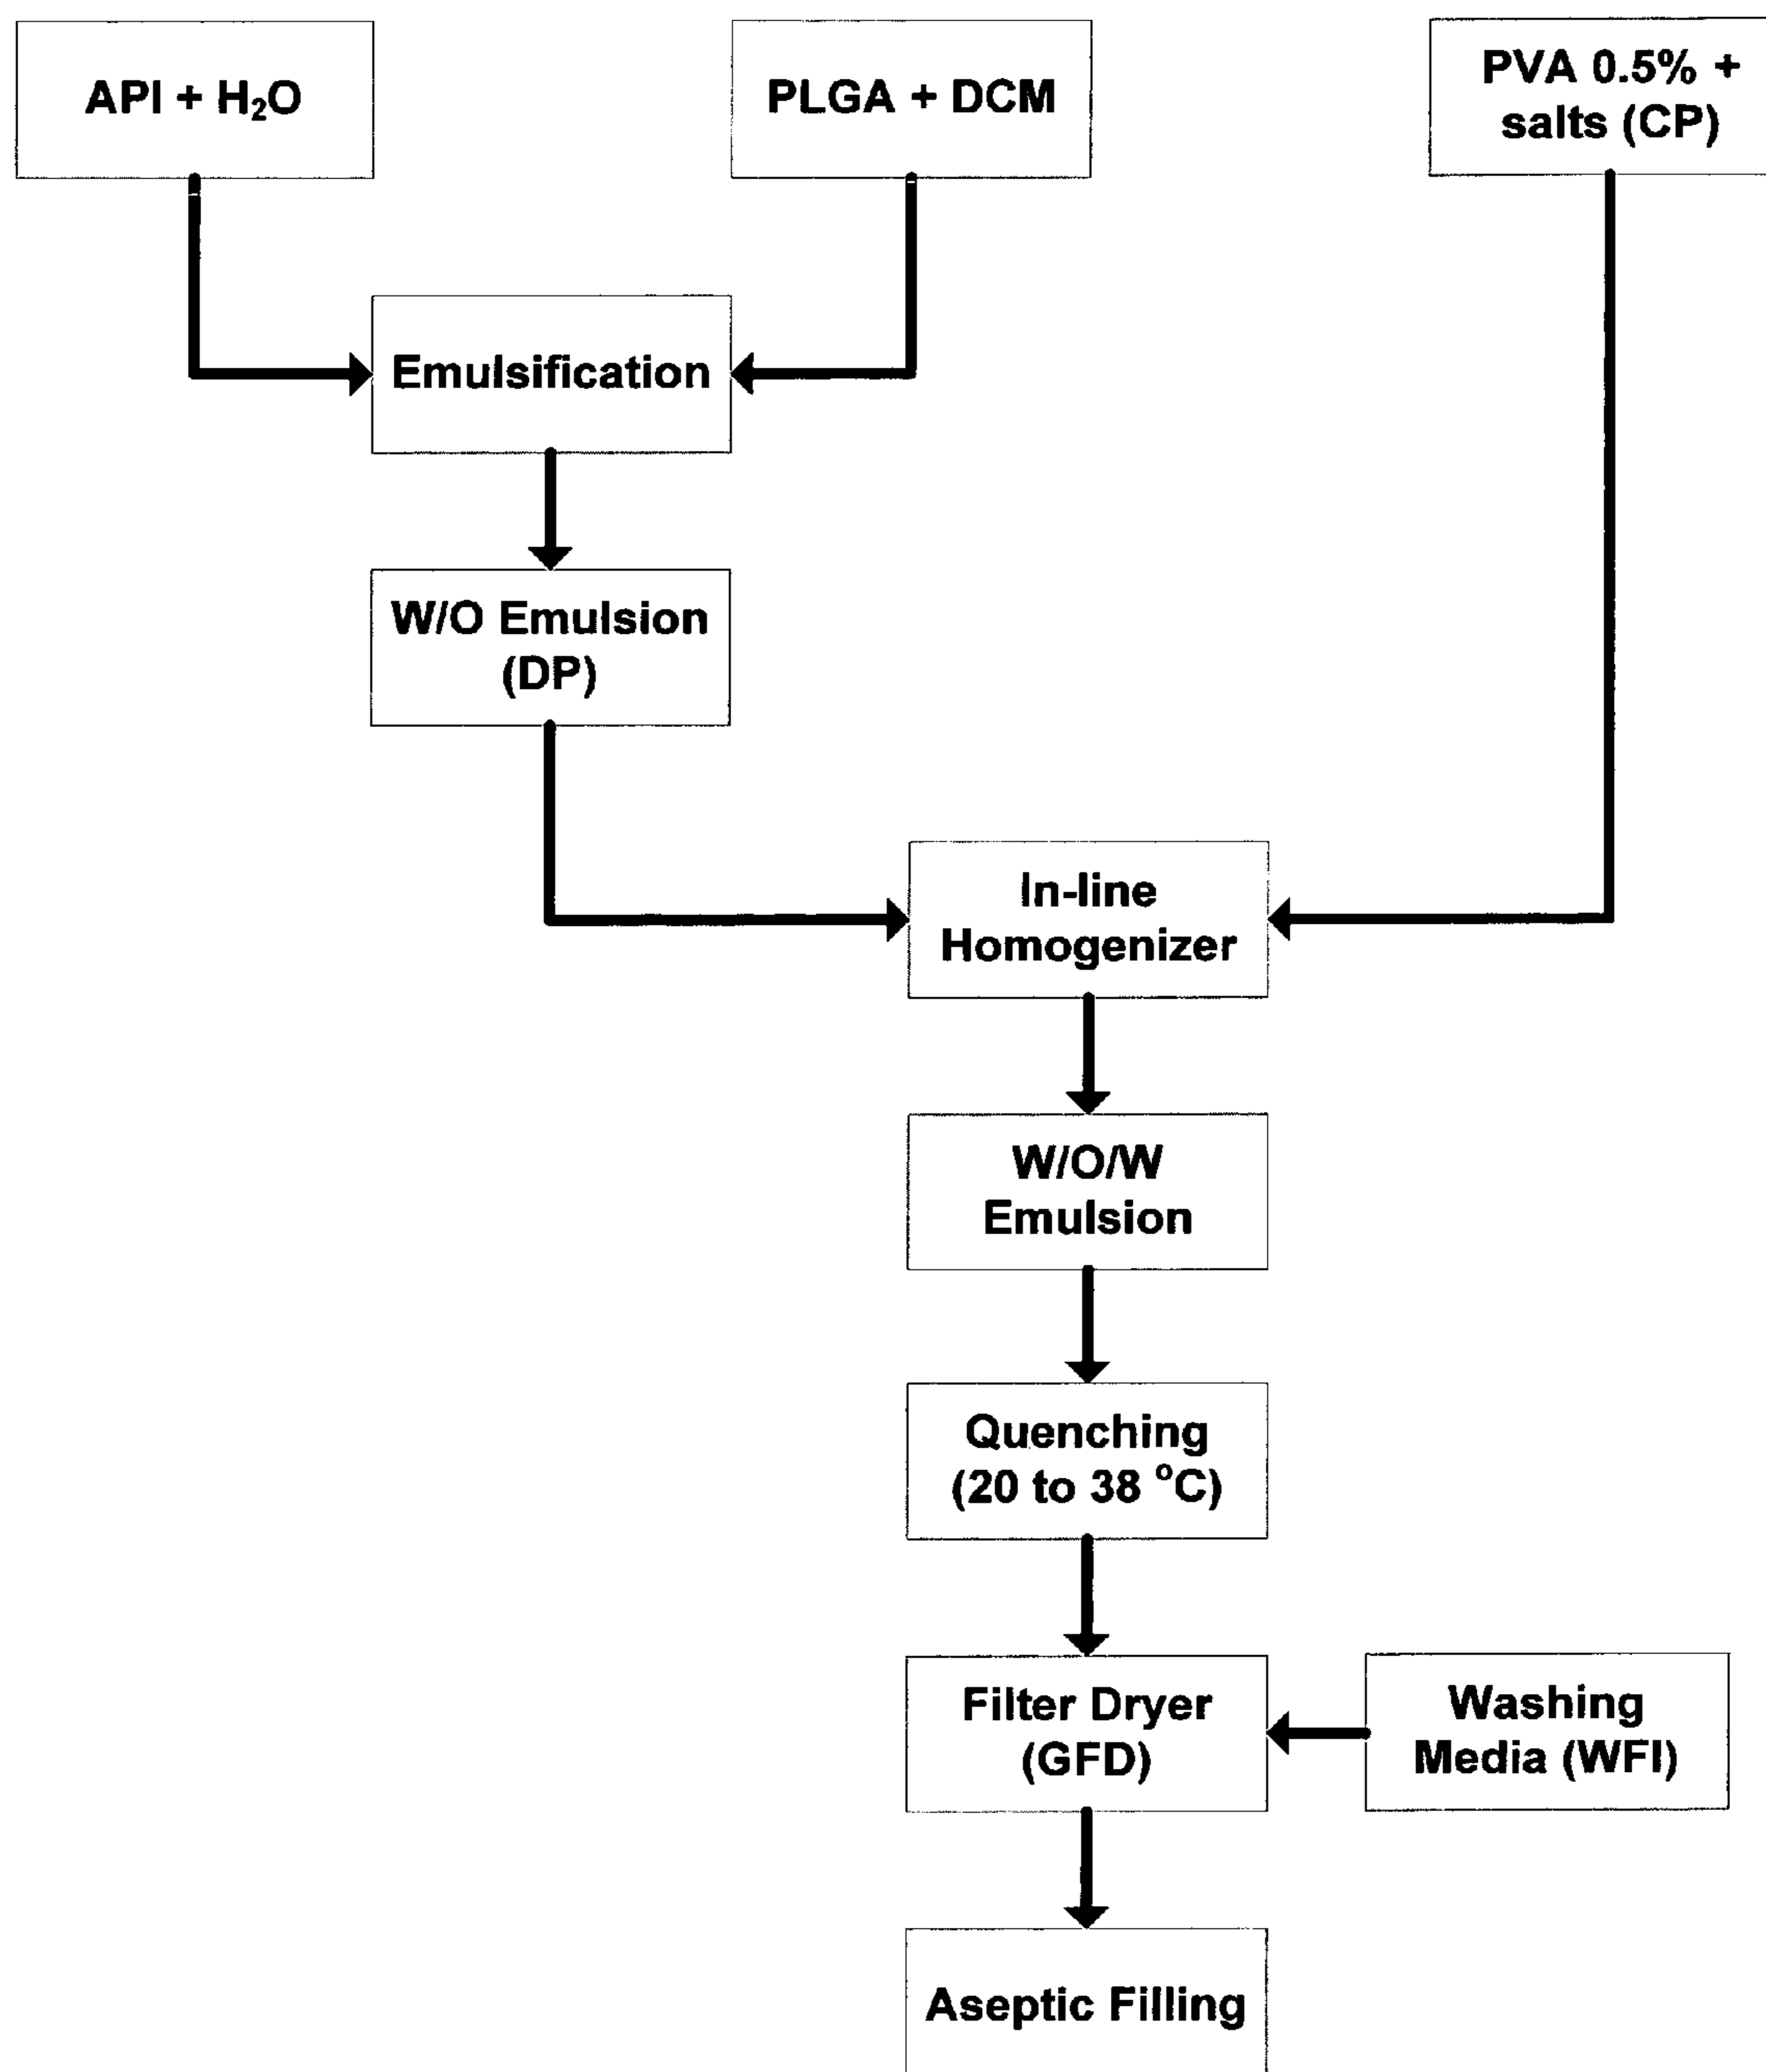 API + H₂O
PLGA + DCM
PVA 0.5% +
salts (CP)
Emulsification
W/O Emulsion
(DP)
In-line
Homogenizer
W/O/W
Emulsion
Quenching
(20 to 38 °C)
Filter Dryer
(GFD)
Washing
Media (WFI)
Aseptic Filling